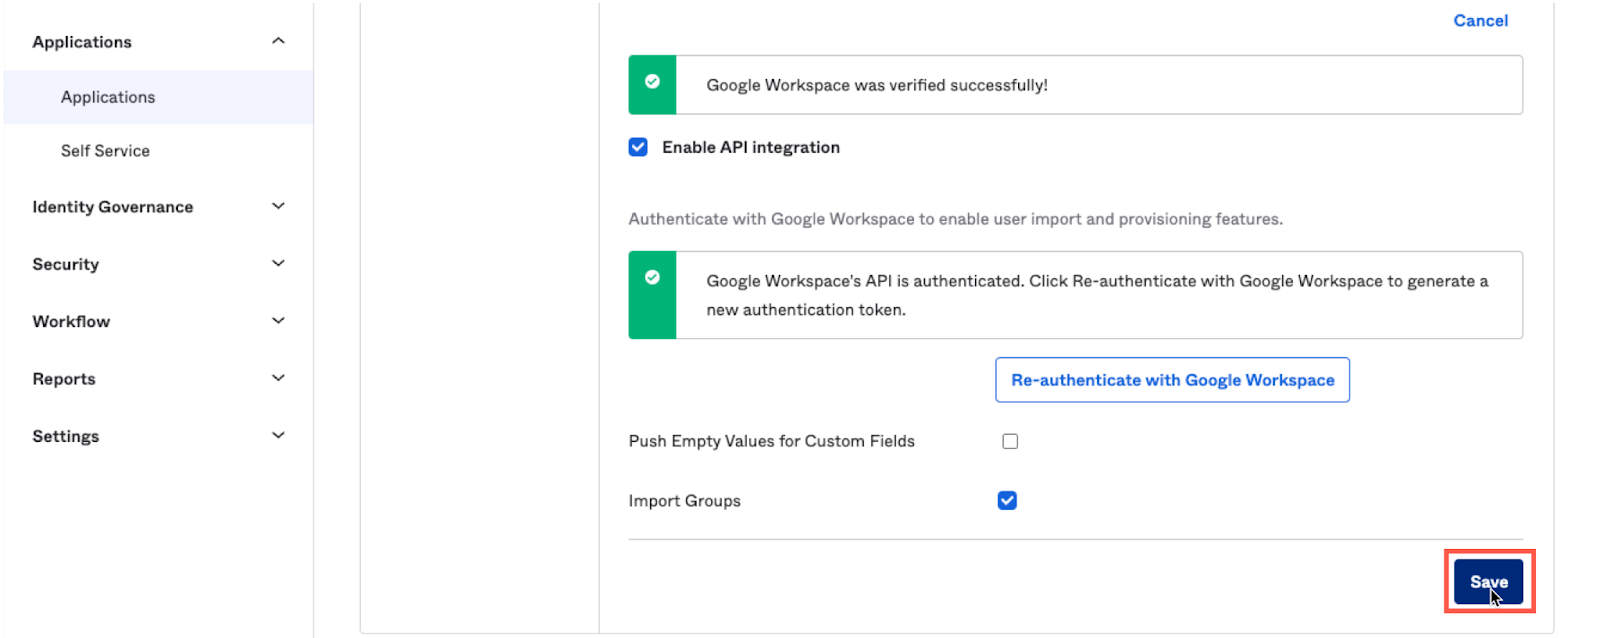 Applications
Applications
Self Service
Identity Governance
Security
Workflow
Reports
Settings
Cancel
Google Workspace was verified successfully!
Enable API integration
Authenticate with Google Workspace to enable user import and provisioning features.
Google Workspace's API is authenticated. Click Re-authenticate with Google Workspace to generate a
new authentication token.
Re-authenticate with Google Workspace
Push Empty Values for Custom Fields
Import Groups
Save